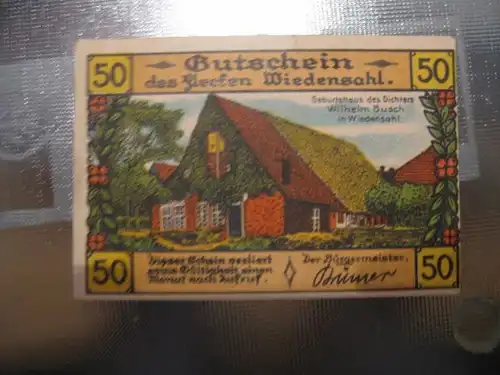 50 Gutschein 50
des Flecken Wiedensahl.
Geburtshaus des Dichters
Wilhelm Busch
in Wiedensahl
Dieser Schein verliert
seine Gültigkeit einen
Monat nach Aufruf.
Der Bürgermeister,
50 50